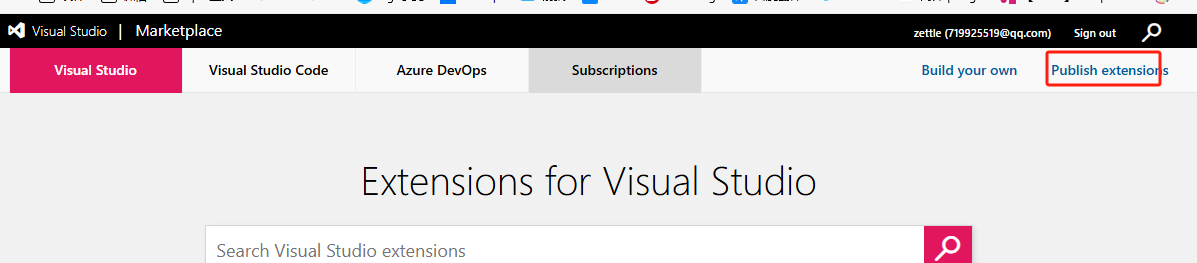 Visual Studio | Marketplace
zettle (719925519@qq.com) Sign out
Visual Studio Visual Studio Code Azure DevOps Subscriptions Build your own Publish extensions
Extensions for Visual Studio
Search Visual Studio extensions